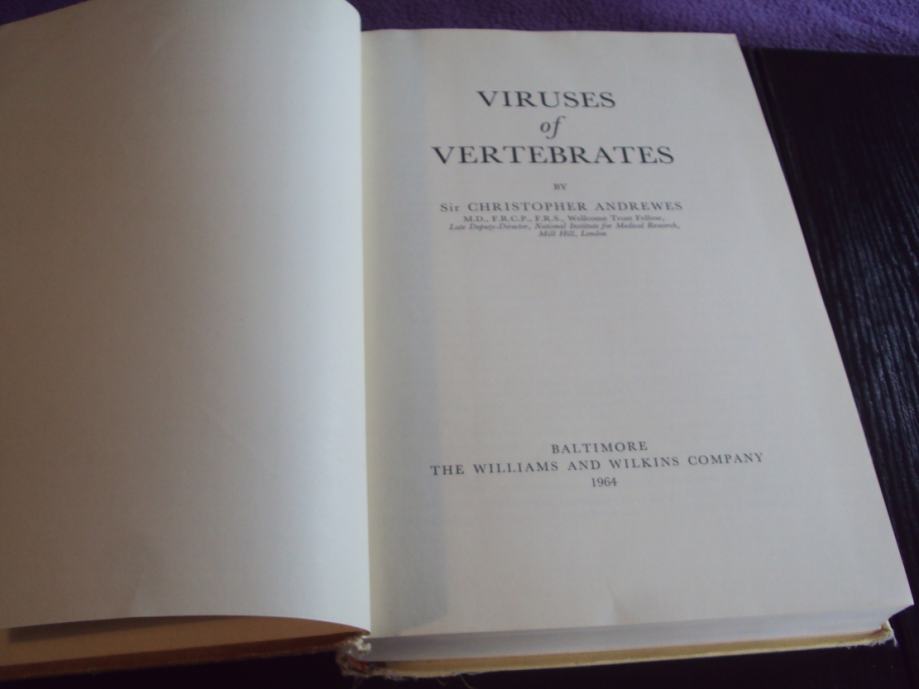 VIRUSES
of
VERTEBRATES
BY
Sir CHRISTOPHER ANDREWES
M.D., F.R.C.P., F.R.S., Wellcome Trust Fellow,
Late Deputy-Director, National Institute for Medical Research,
Mill Hill, London
BALTIMORE
THE WILLIAMS AND WILKINS COMPANY
1964